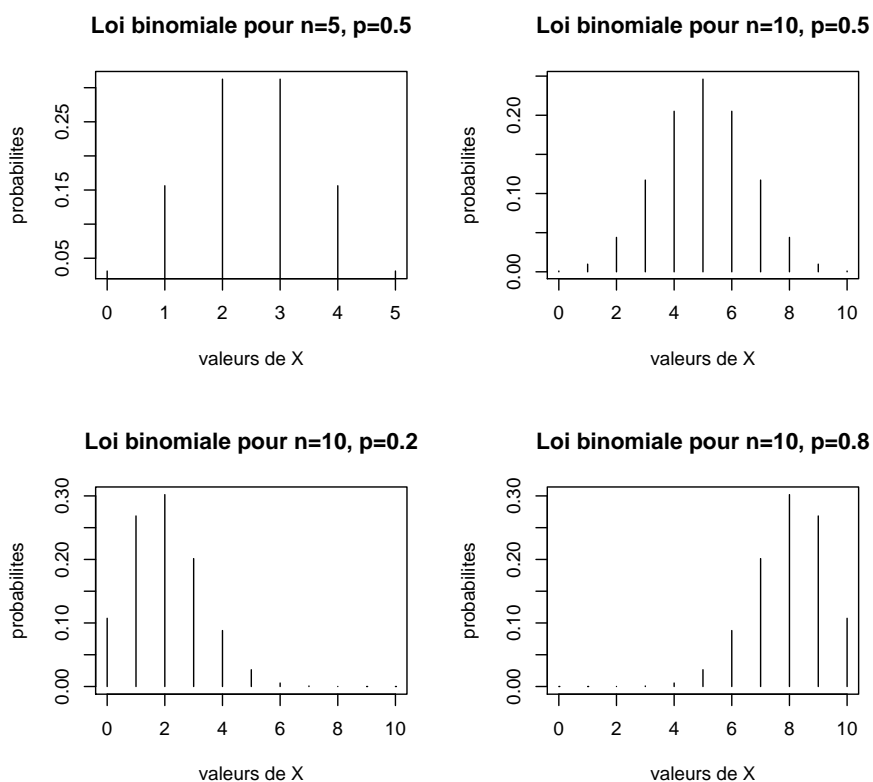 Loi binomiale pour n=5, p=0.5
probabilites
0.05 0.15 0.25
0 1 2 3 4 5
valeurs de X
Loi binomiale pour n=10, p=0.5
probabilites
0.00 0.10 0.20
0 2 4 6 8 10
valeurs de X
Loi binomiale pour n=10, p=0.2
probabilites
0.00 0.10 0.20 0.30
0 2 4 6 8 10
valeurs de X
Loi binomiale pour n=10, p=0.8
probabilites
0.00 0.10 0.20 0.30
0 2 4 6 8 10
valeurs de X